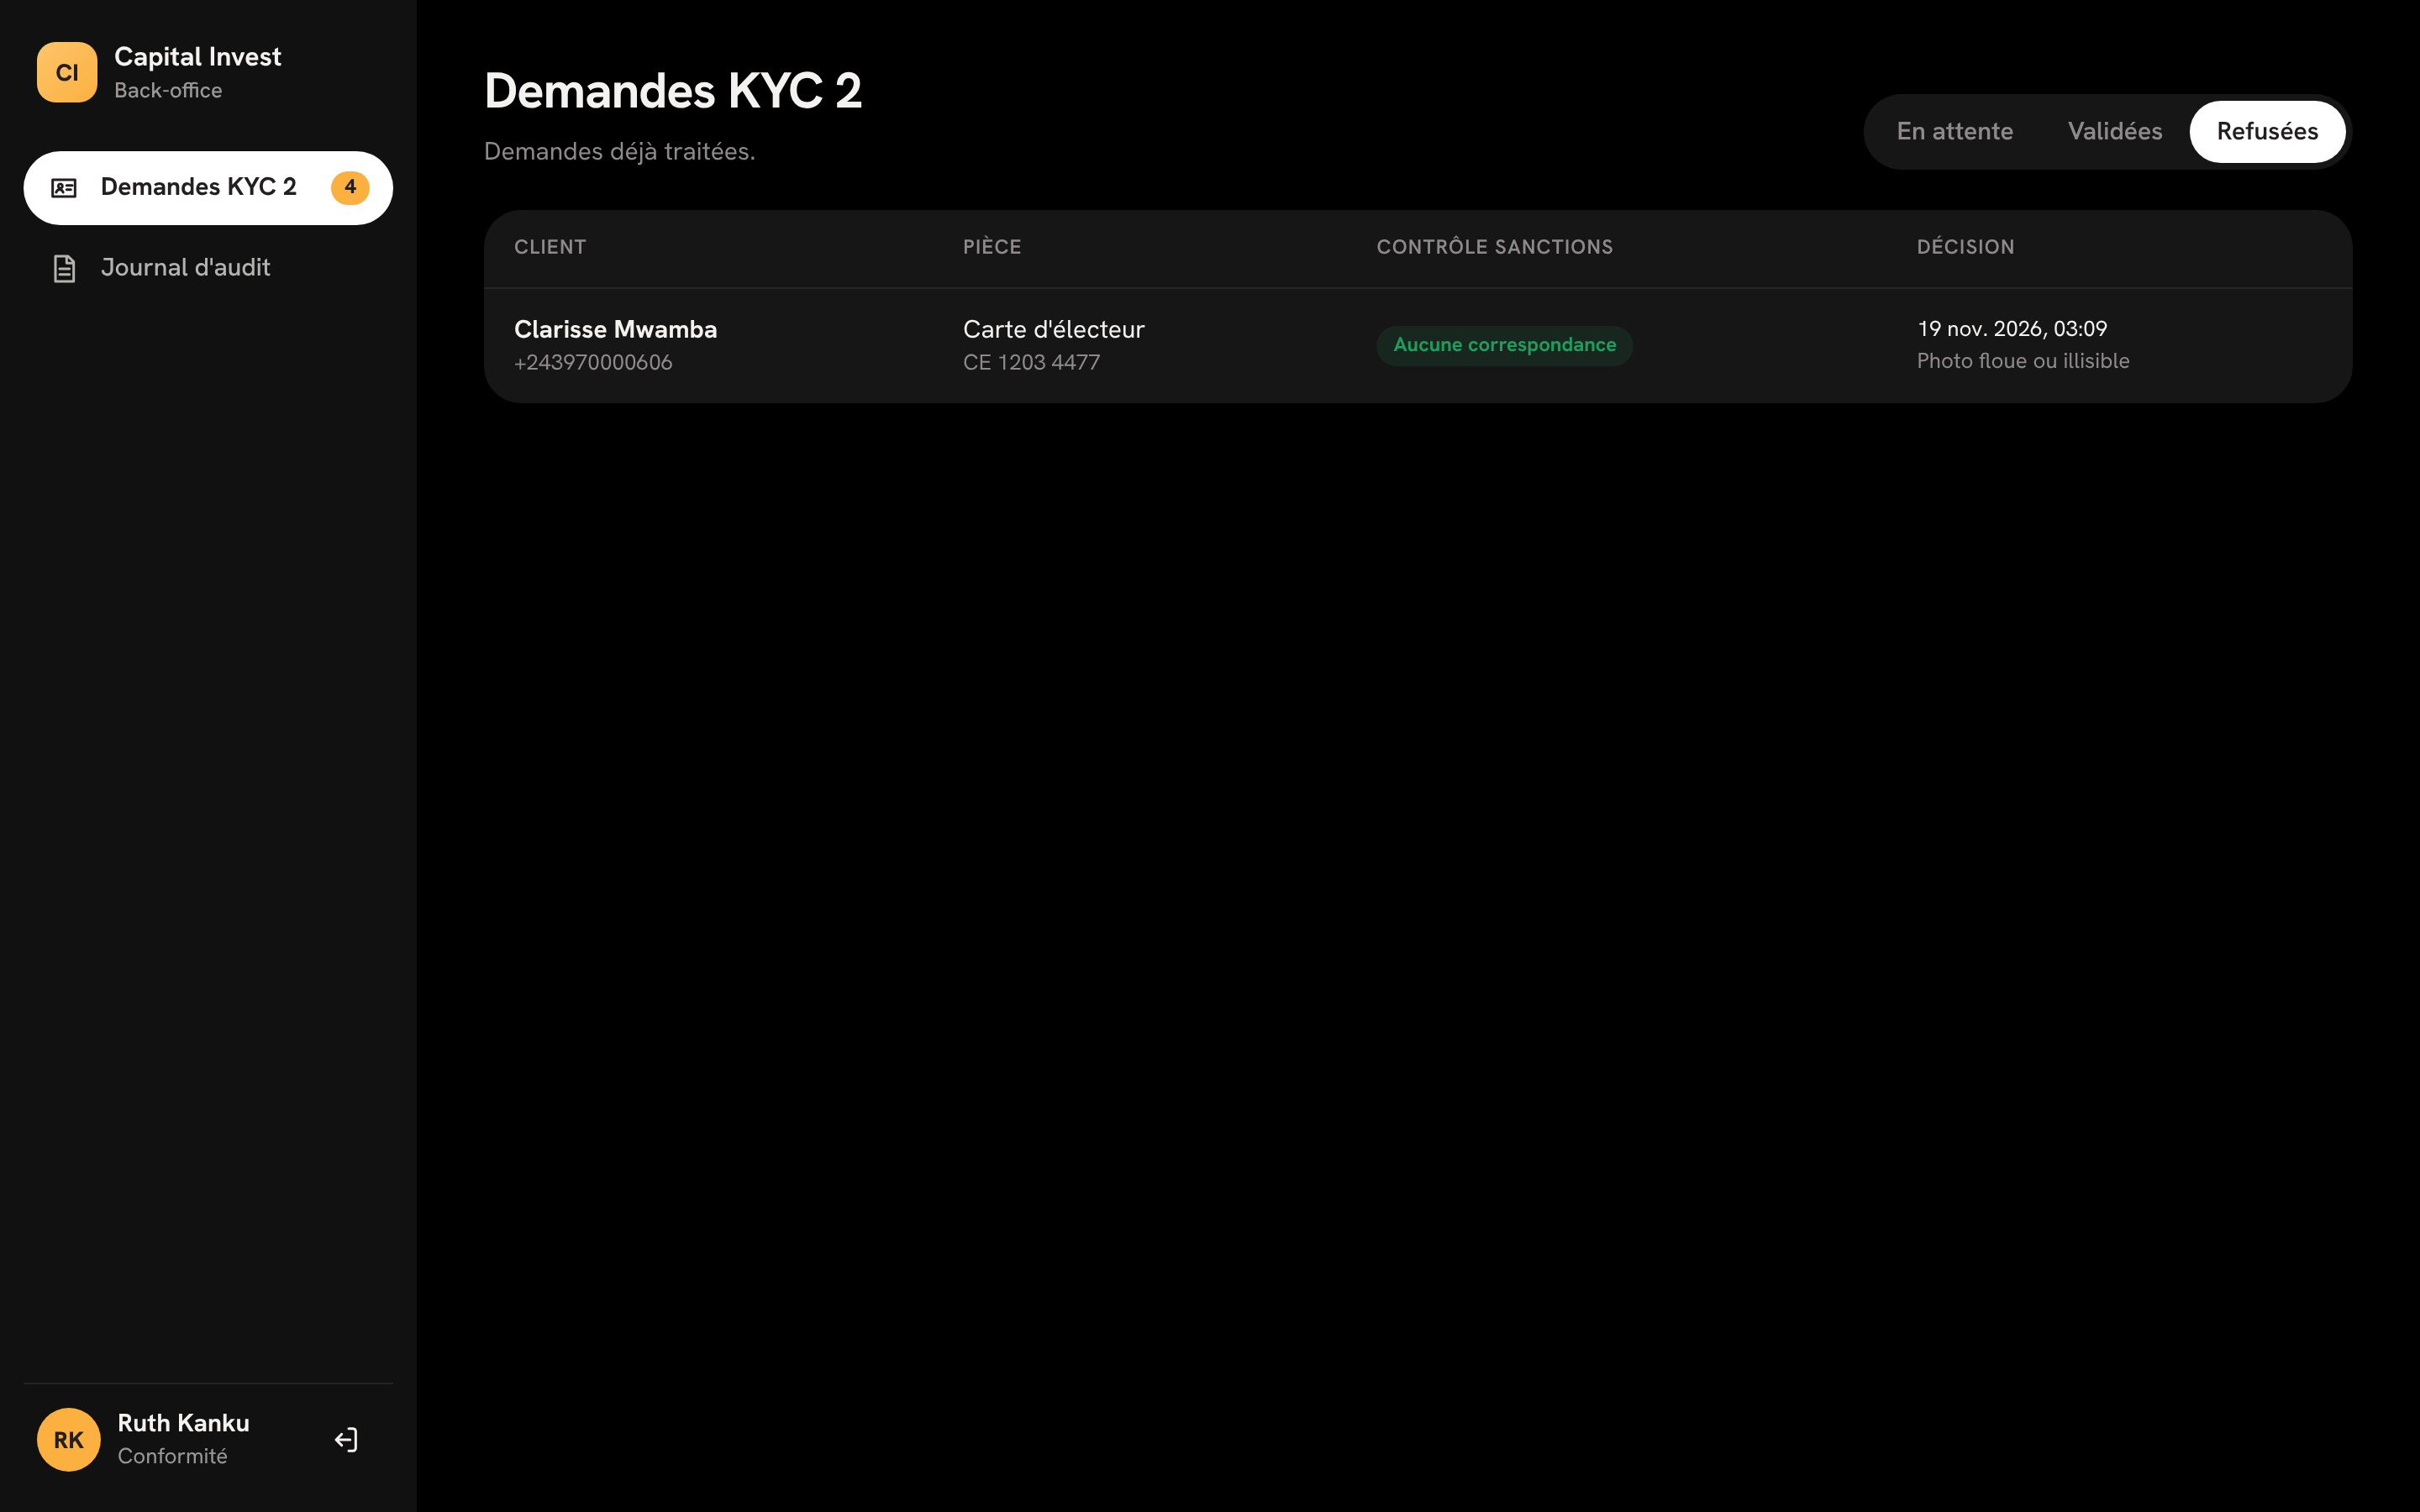 CI
Capital Invest
Back-office
Demandes KYC 2
4
Journal d'audit
Demandes KYC 2
Demandes déjà traitées.
En attente
Validées
Refusées
CLIENT
PIÈCE
CONTRÔLE SANCTIONS
DÉCISION
Clarisse Mwamba
+243970000606
Carte d'électeur
CE 1203 4477
Aucune correspondance
19 nov. 2026, 03:09
Photo floue ou illisible
RK
Ruth Kanku
Conformité